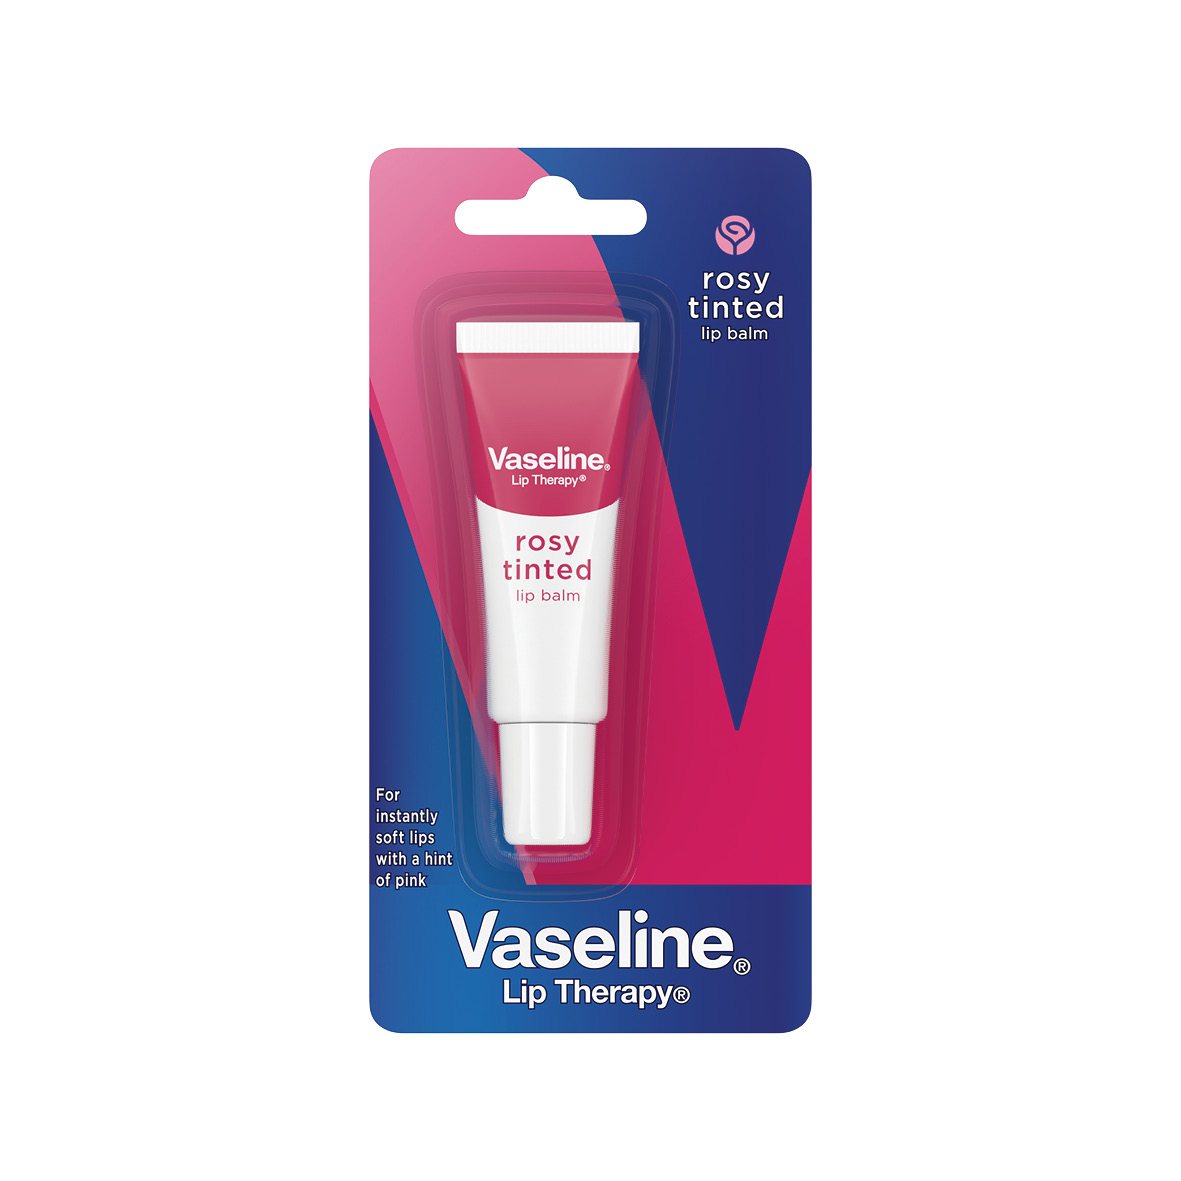 rosy
tinted
lip balm
Vaseline®
Lip Therapy®
rosy
tinted
lip balm
For
instantly
soft lips
with a hint
of pink
Vaseline®
Lip Therapy®